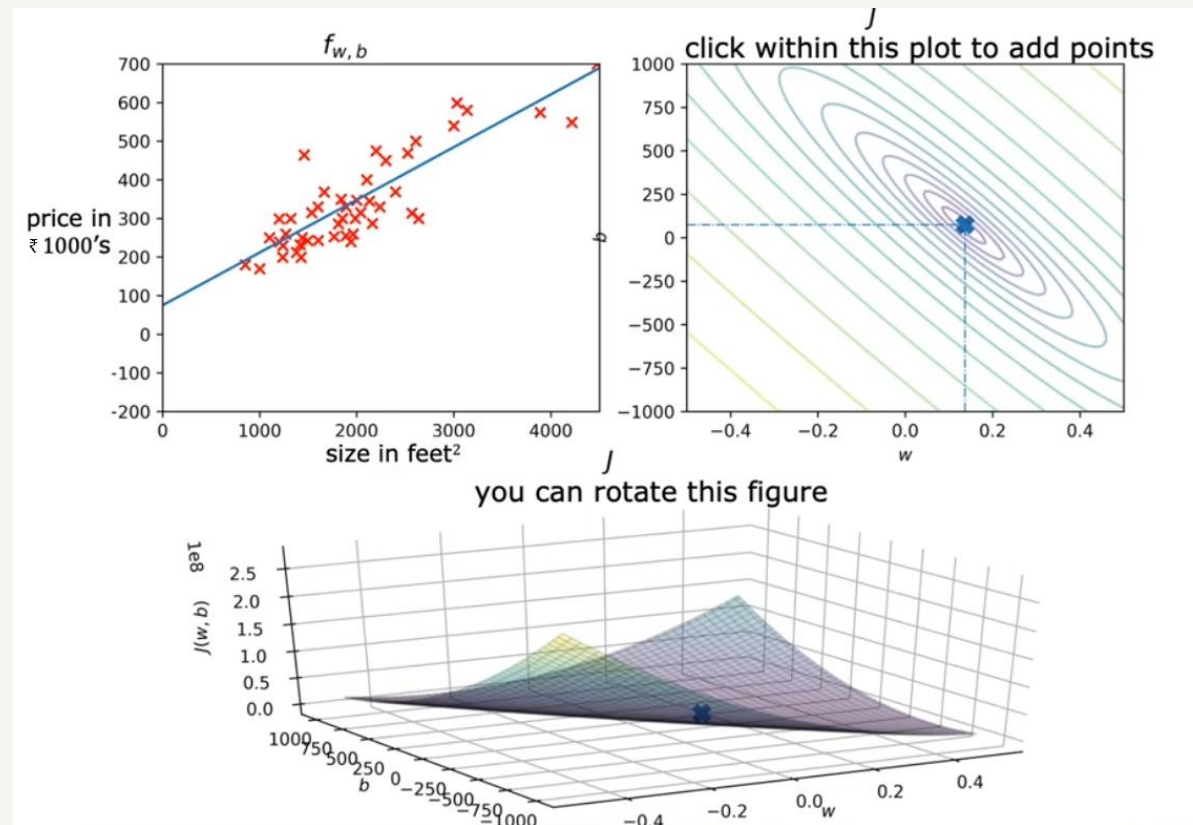 f w, b
700
600
500
400
300
200
100
0
-100
-200
price in
₹ 1000's
0 1000 2000 3000 4000
size in feet²
J
click within this plot to add points
1000
750
500
250
0
−250
−500
−750
−1000
b
−0.4 −0.2 0.0 0.2 0.4
w
J
you can rotate this figure
1e8
J(w, b)
2.5
2.0
1.5
1.0
0.5
0.0
1000
750
500
250
0
−250
−500
−750
−1000
b
−0.4 −0.2 0.0 0.2 0.4
w